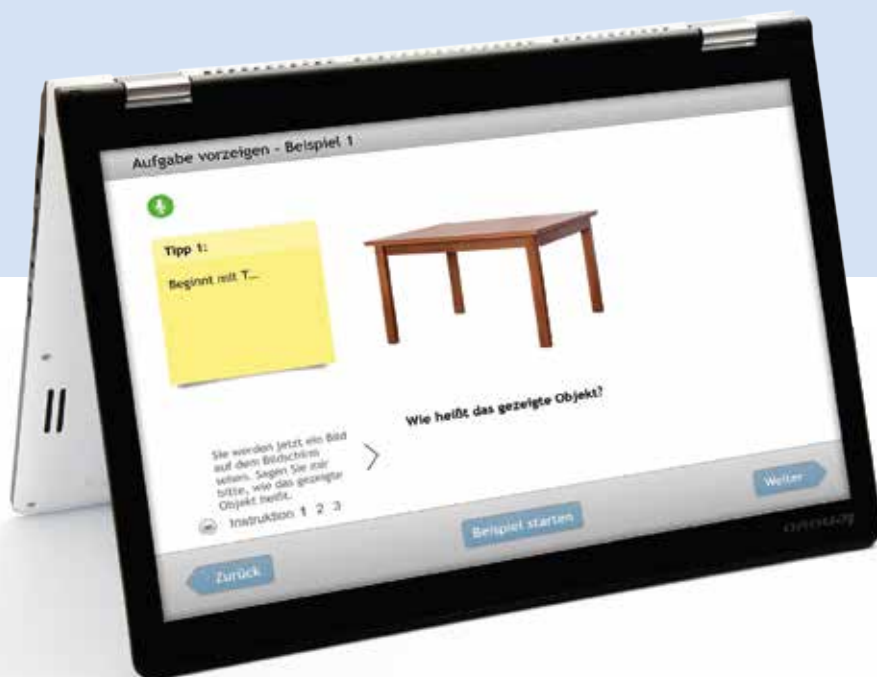 Aufgabe vorzeigen - Beispiel 1
Tipp 1:
Beginnt mit T...
Wie heißt das gezeigte Objekt?
Sie werden jetzt ein Bild
auf dem Bildschirm
sehen. Sagen Sie mir
bitte, wie das gezeigte
Objekt heißt.
Instruktion 1 2 3
Zurück
Beispiel starten
Weiter
lenovo